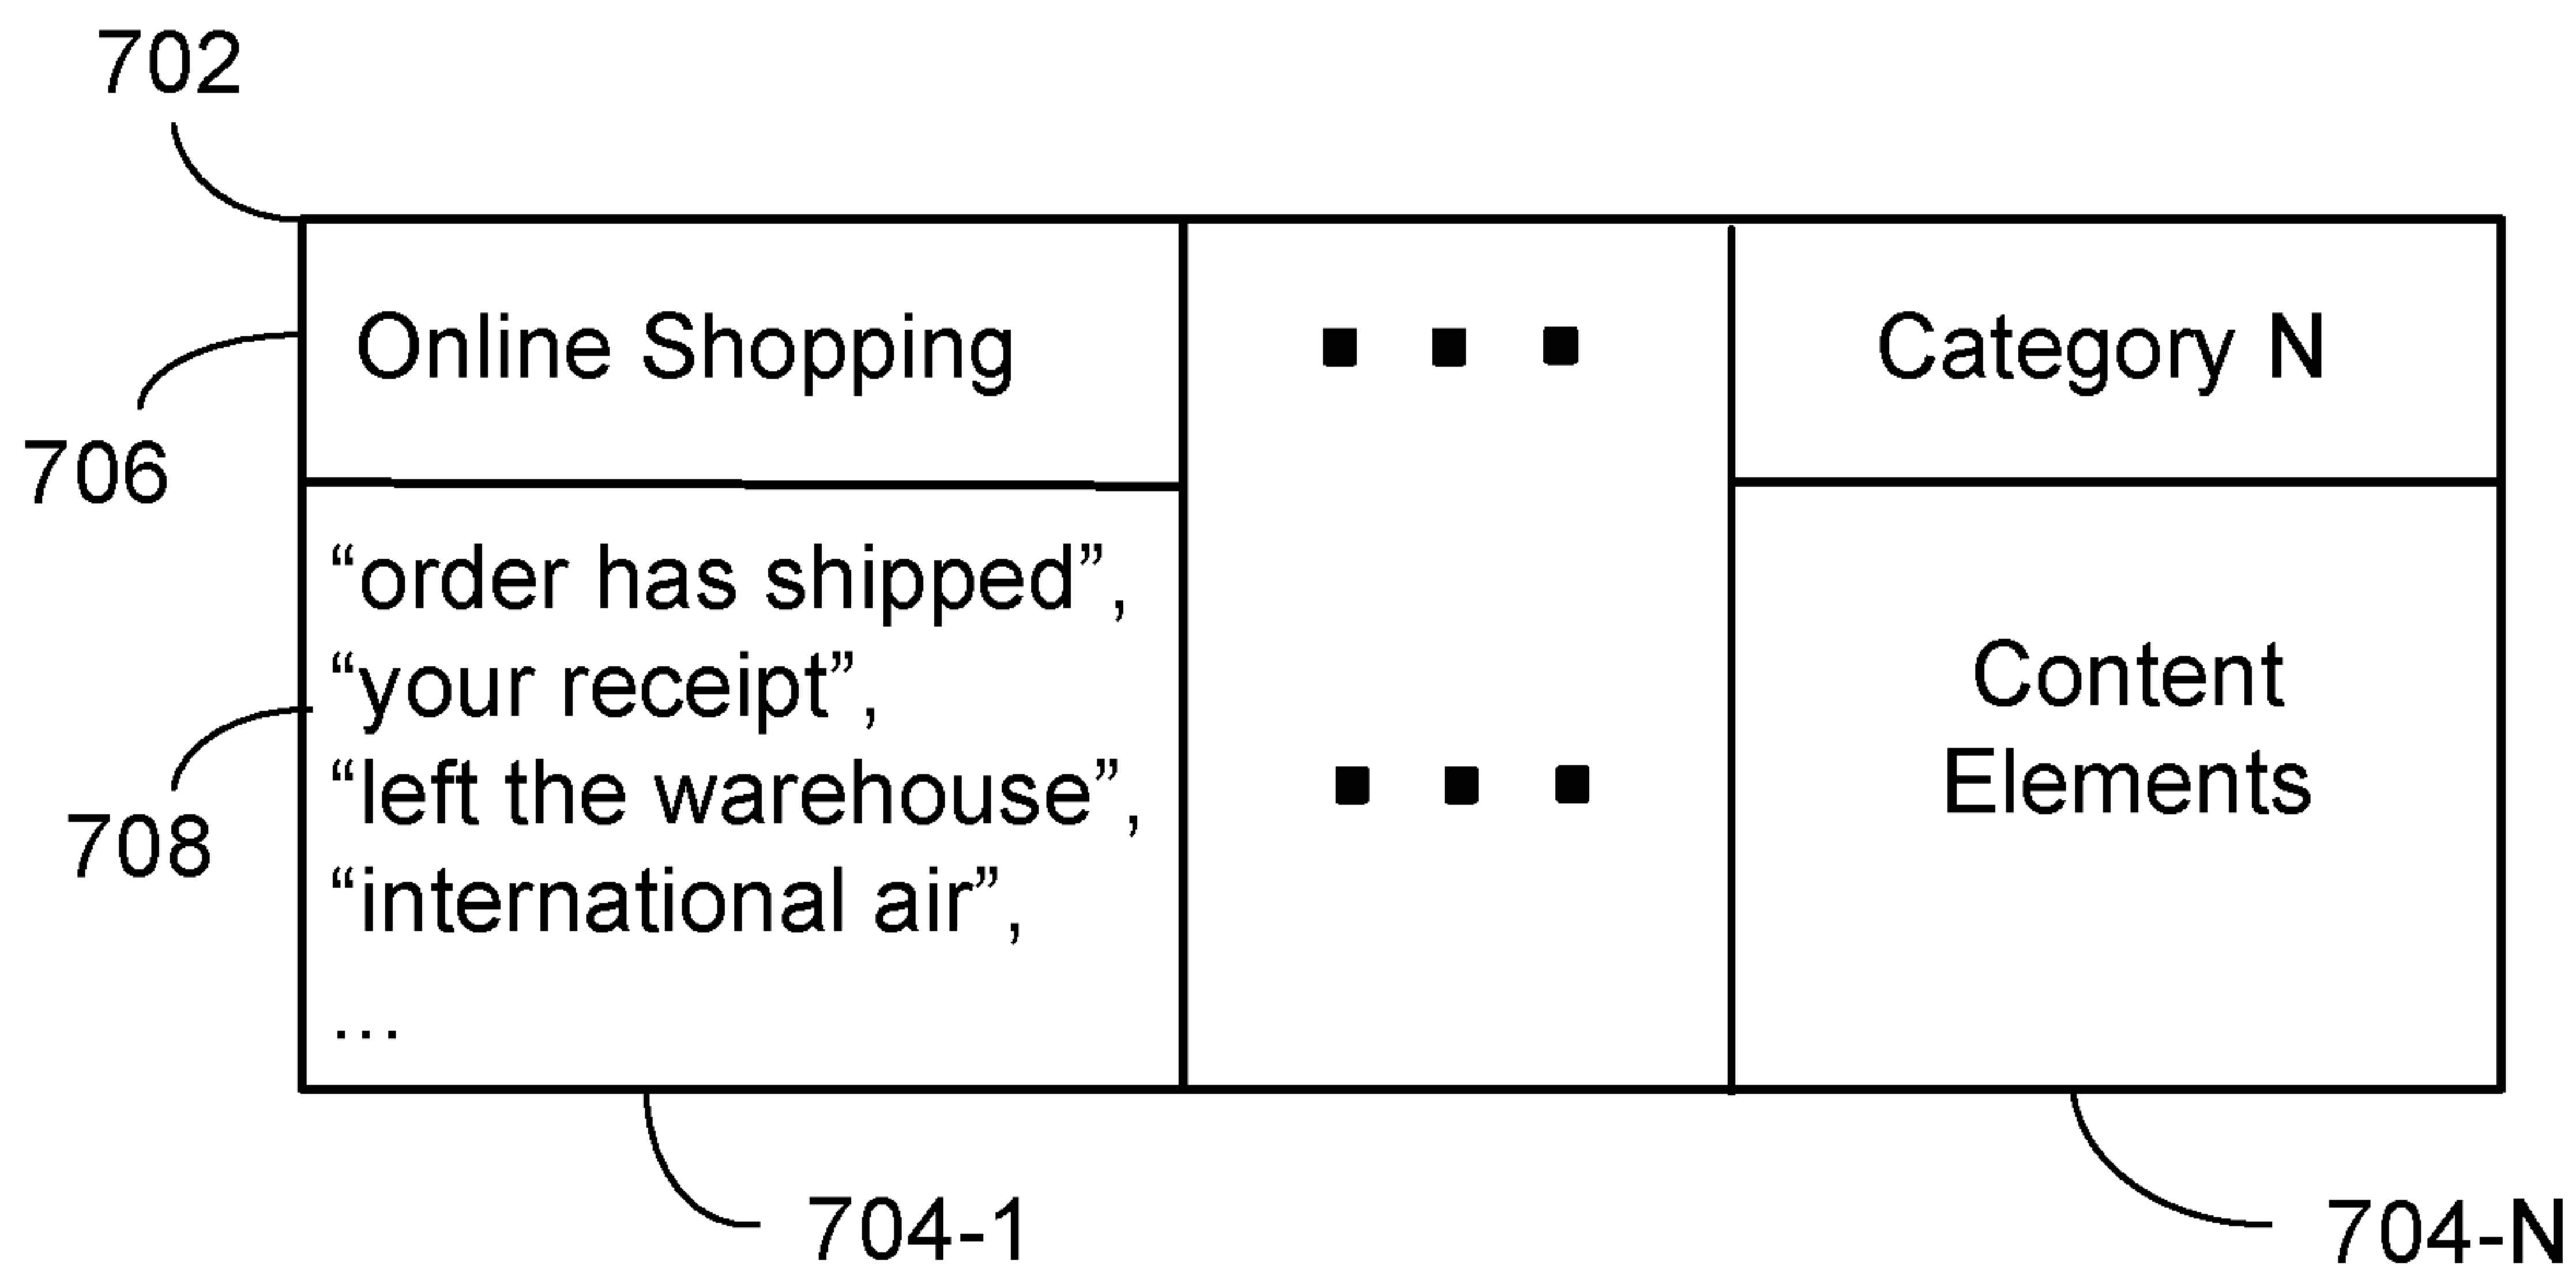 702
Online Shopping
▪ ▪ ▪
Category N
706
“order has shipped”,
“your receipt”,
“left the warehouse”,
“international air”,
...
708
▪ ▪ ▪
Content
Elements
704-1
704-N